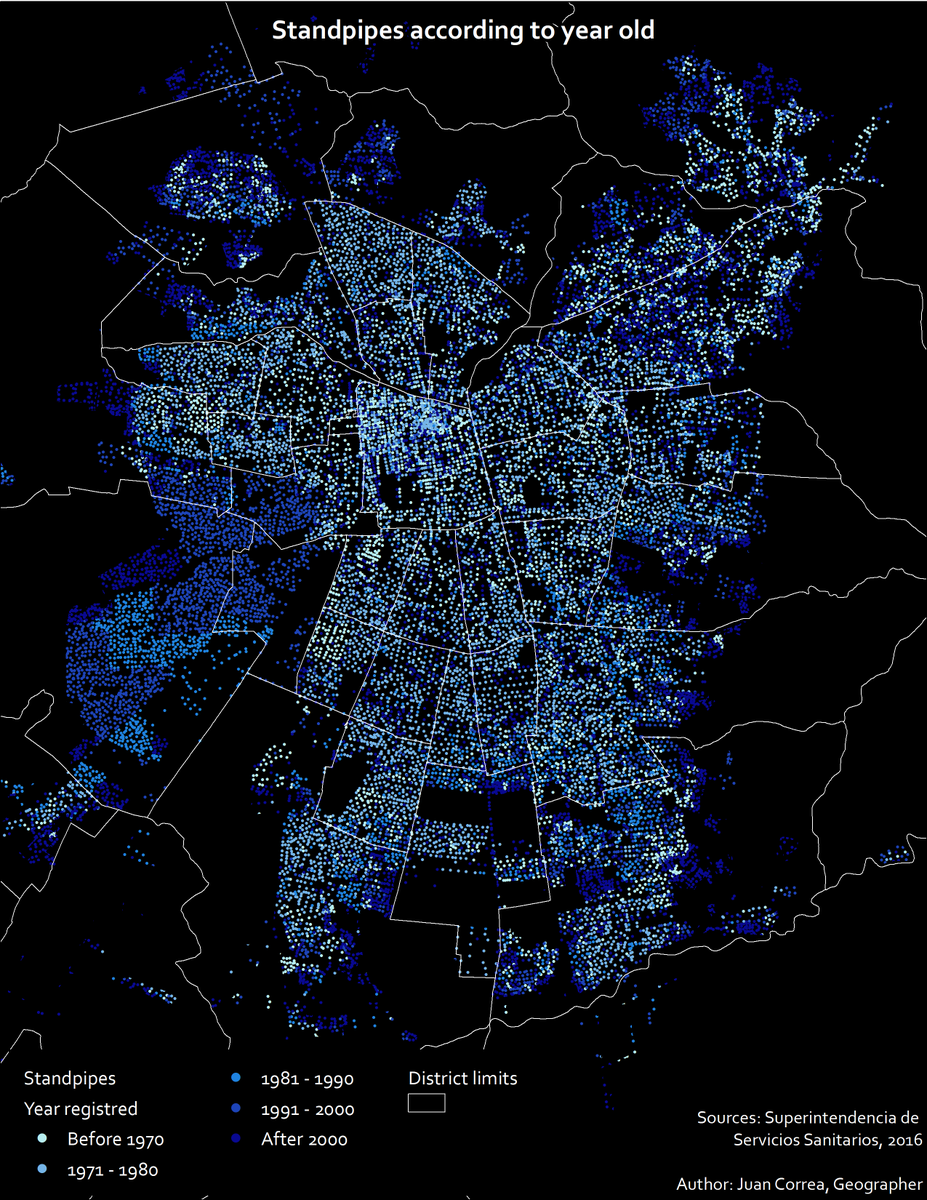 Standpipes according to year old
Standpipes
Year registred
Before 1970
1971 - 1980
1981 - 1990
1991 - 2000
After 2000
District limits
Sources: Superintendencia de
Servicios Sanitarios, 2016
Author: Juan Correa, Geographer